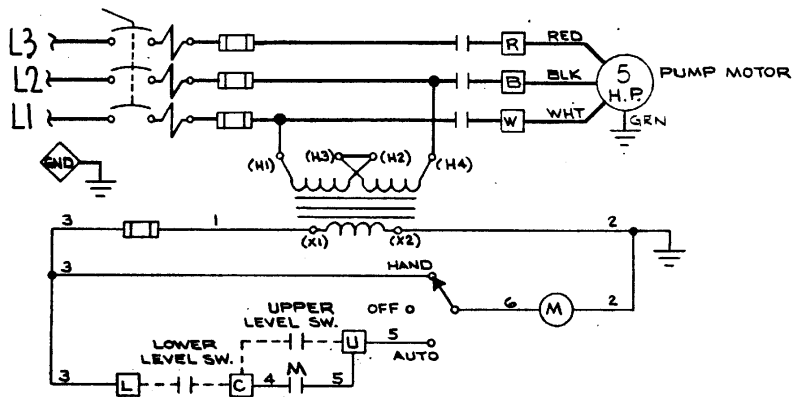 L3
R
RED
L2
B
BLK
5
H.P.
PUMP MOTOR
L1
W
WHT
GRN
GND
(H1)
(H3)
(H2)
(H4)
3
1
(X1)
(X2)
2
3
HAND
OFF
6
M
2
UPPER
LEVEL SW.
LOWER
LEVEL SW.
U
5
AUTO
3
L
C
4
M
5